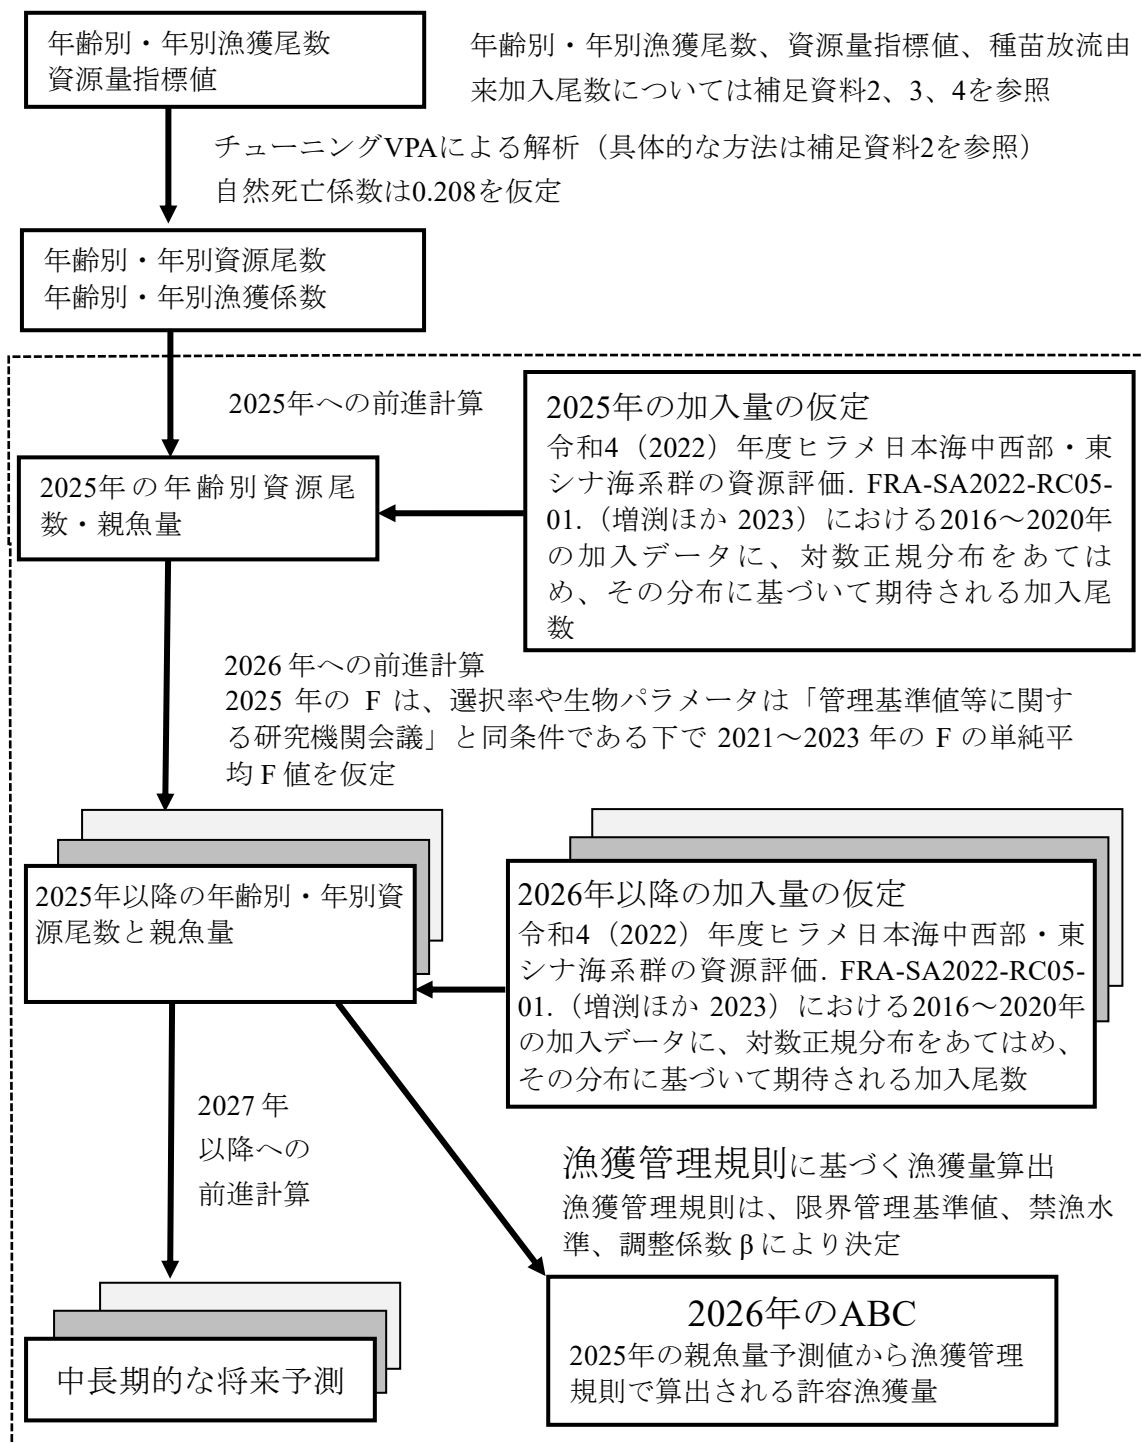 年齢別・年別漁獲尾数
資源量指標値
年齢別・年別漁獲尾数、資源量指標値、種苗放流由
来加入尾数については補足資料2、3、4を参照
チューニングVPAによる解析（具体的な方法は補足資料2を参照）
自然死亡係数は0.208を仮定
年齢別・年別資源尾数
年齢別・年別漁獲係数
2025年への前進計算
2025年の加入量の仮定
令和4（2022）年度ヒラメ日本海中西部・東
シナ海系群の資源評価. FRA-SA2022-RC05-
01.（増渕ほか 2023）における2016～2020年
の加入データに、対数正規分布をあては
め、その分布に基づいて期待される加入尾
数
2025年の年齢別資源尾
数・親魚量
2026 年への前進計算
2025 年の F は、選択率や生物パラメータは「管理基準値等に関す
る研究機関会議」と同条件である下で 2021～2023 年の F の単純平
均 F 値を仮定
2025年以降の年齢別・年別資
源尾数と親魚量
2026年以降の加入量の仮定
令和4（2022）年度ヒラメ日本海中西部・東
シナ海系群の資源評価. FRA-SA2022-RC05-
01.（増渕ほか 2023）における2016～2020年
の加入データに、対数正規分布をあてはめ、
その分布に基づいて期待される加入尾数
2027 年
以降への
前進計算
漁獲管理規則に基づく漁獲量算出
漁獲管理規則は、限界管理基準値、禁漁水
準、調整係数 β により決定
2026年のABC
2025年の親魚量予測値から漁獲管理
規則で算出される許容漁獲量
中長期的な将来予測